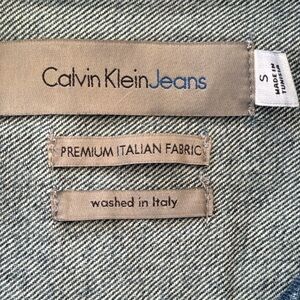 Calvin Klein Jeans
S
MADE IN
TUNISIA
PREMIUM ITALIAN FABRIC
washed in Italy